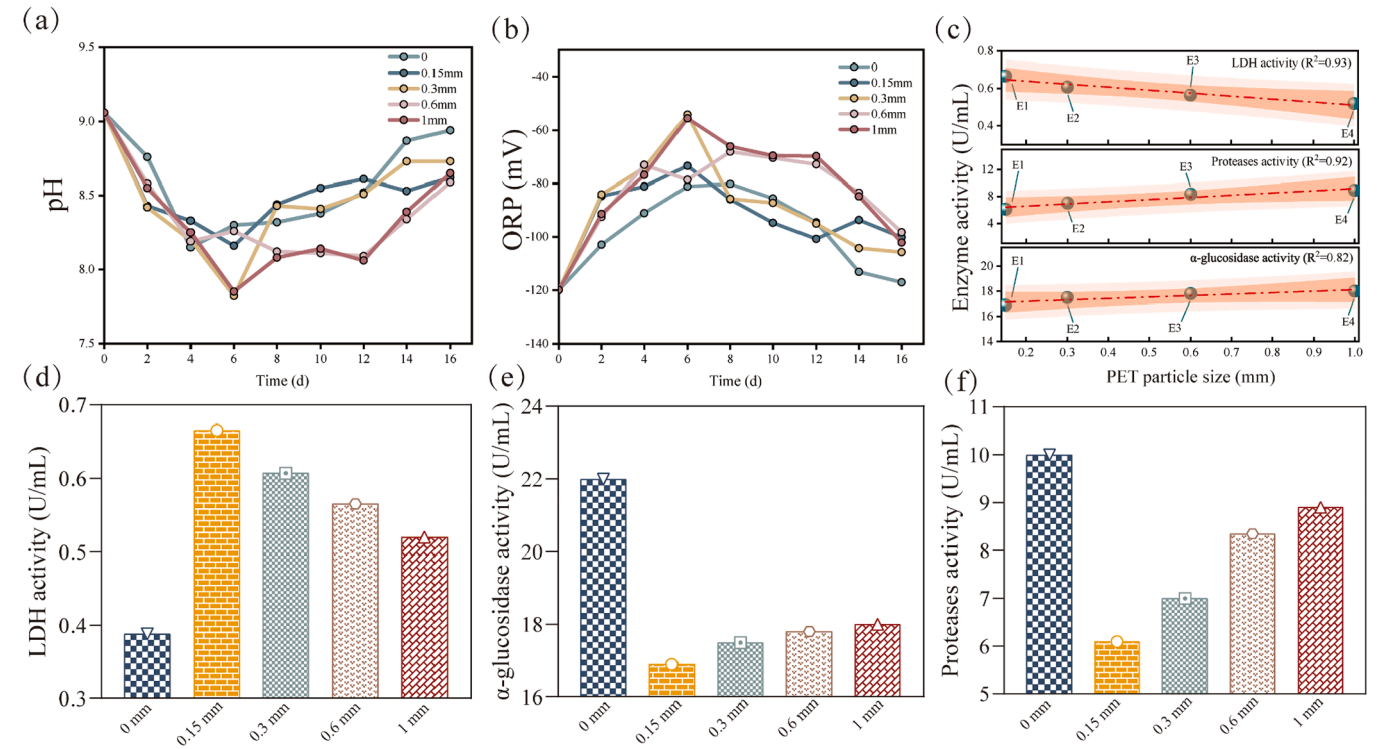 (a)
9.5
9.0
8.5
8.0
7.5
pH
0
0.15mm
0.3mm
0.6mm
1mm
0 2 4 6 8 10 12 14 16
Time (d)
(b)
-40
-60
-80
-100
-120
-140
ORP (mV)
0
0.15mm
0.3mm
0.6mm
1mm
0 2 4 6 8 10 12 14 16
Time (d)
(c)
Enzyme activity (U/mL)
0.8
0.6
0.4
LDH activity (R²=0.93)
E1
E2
E3
E4
12
8
4
Proteases activity (R²=0.92)
E1
E2
E3
E4
20
18
16
14
α-glucosidase activity (R²=0.82)
E1
E2
E3
E4
0.2 0.3 0.4 0.5 0.6 0.7 0.8 0.9 1.0
PET particle size (mm)
(d)
LDH activity (U/mL)
0.7
0.6
0.5
0.4
0.3
0 mm 0.15 mm 0.3 mm 0.6 mm 1 mm
(e)
α-glucosidase activity (U/mL)
24
22
20
18
16
0 mm 0.15 mm 0.3 mm 0.6 mm 1 mm
(f)
Proteases activity (U/mL)
11
10
9
8
7
6
5
0 mm 0.15 mm 0.3 mm 0.6 mm 1 mm